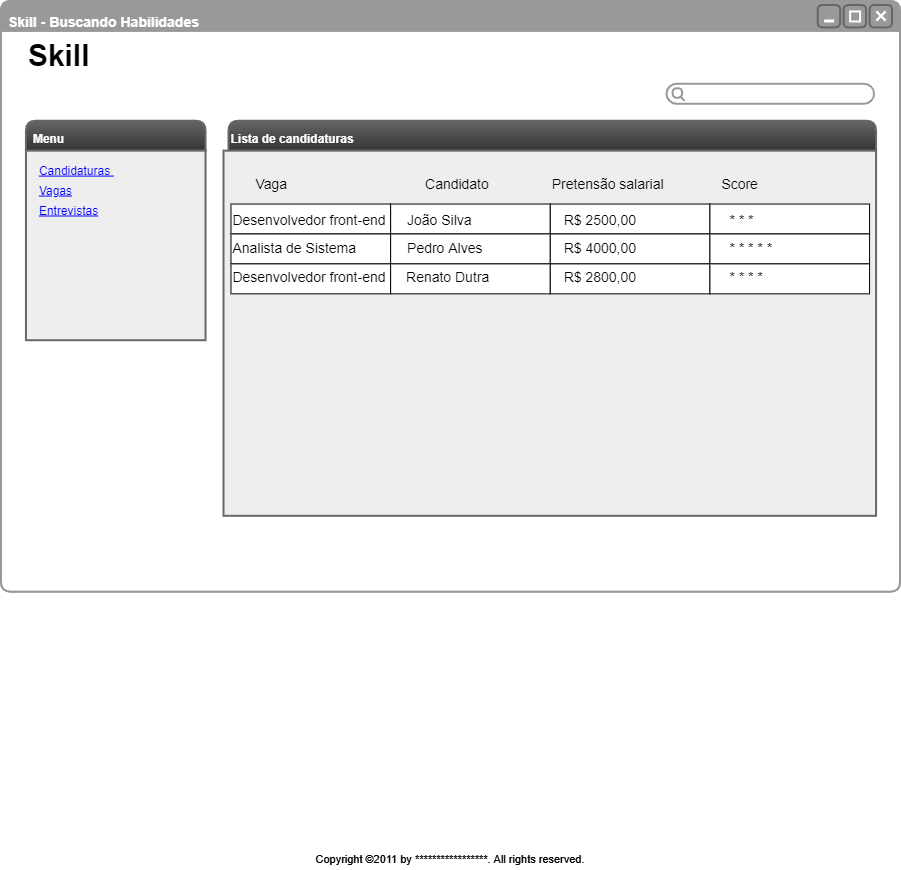 Skill - Buscando Habilidades
Skill
Menu
Candidaturas
Vagas
Entrevistas
Lista de candidaturas
Vaga Candidato Pretensão salarial Score
Desenvolvedor front-end João Silva R$ 2500,00 * * *
Analista de Sistema Pedro Alves R$ 4000,00 * * * * *
Desenvolvedor front-end Renato Dutra R$ 2800,00 * * * *
Copyright ©2011 by *****************. All rights reserved.